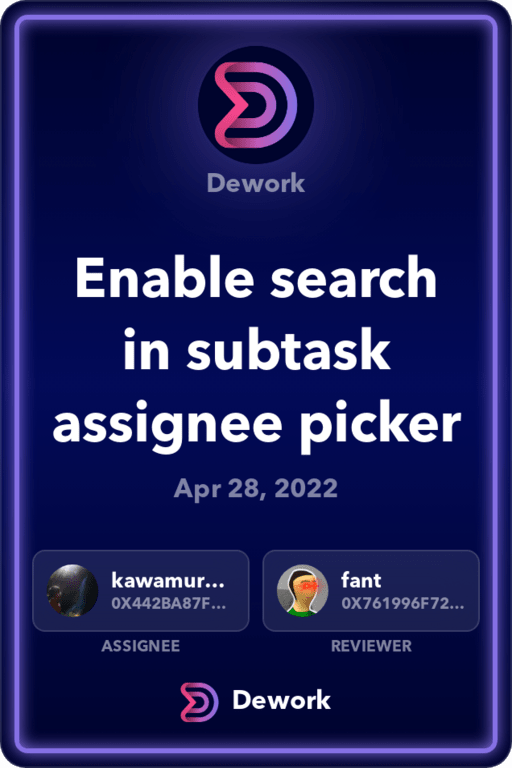 Dework
Enable search
in subtask
assignee picker
Apr 28, 2022
kawamur...
0X442BA87F...
ASSIGNEE
fant
0X761996F72...
REVIEWER
Dework